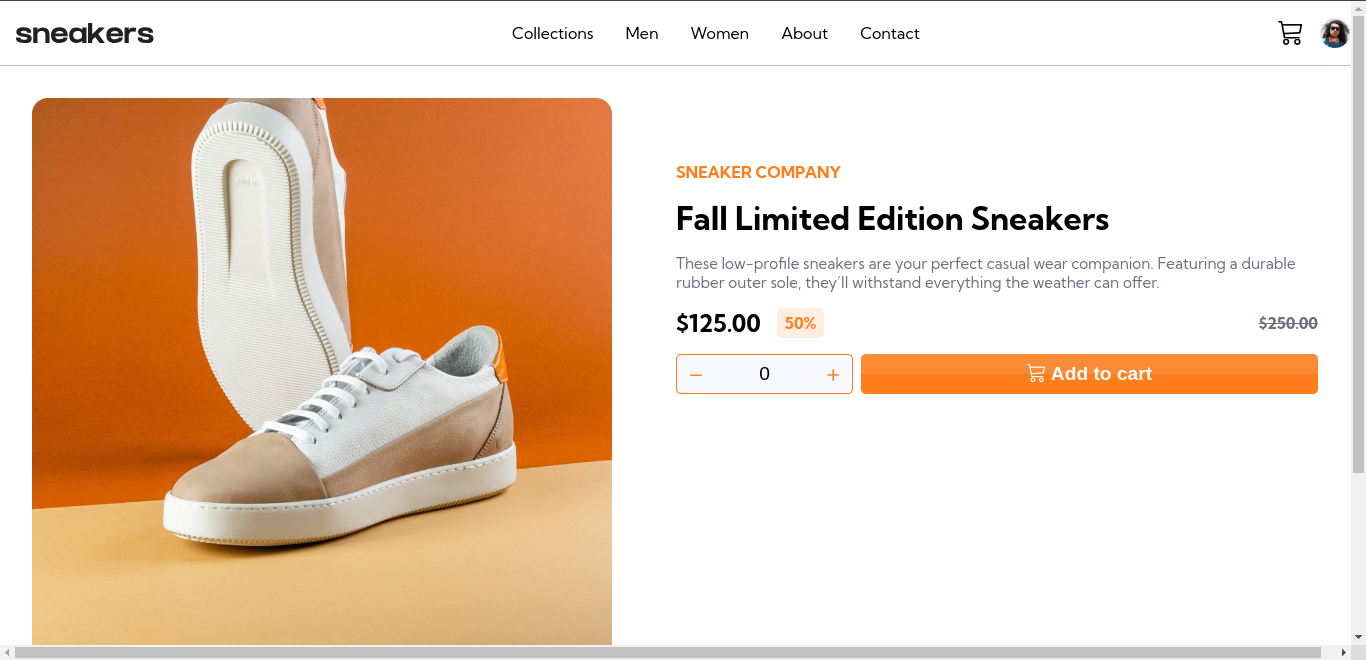 sneakers
Collections Men Women About Contact
SNEAKER COMPANY
Fall Limited Edition Sneakers
These low-profile sneakers are your perfect casual wear companion. Featuring a durable
rubber outer sole, they’ll withstand everything the weather can offer.
$125.00 50% $250.00
− 0 + Add to cart